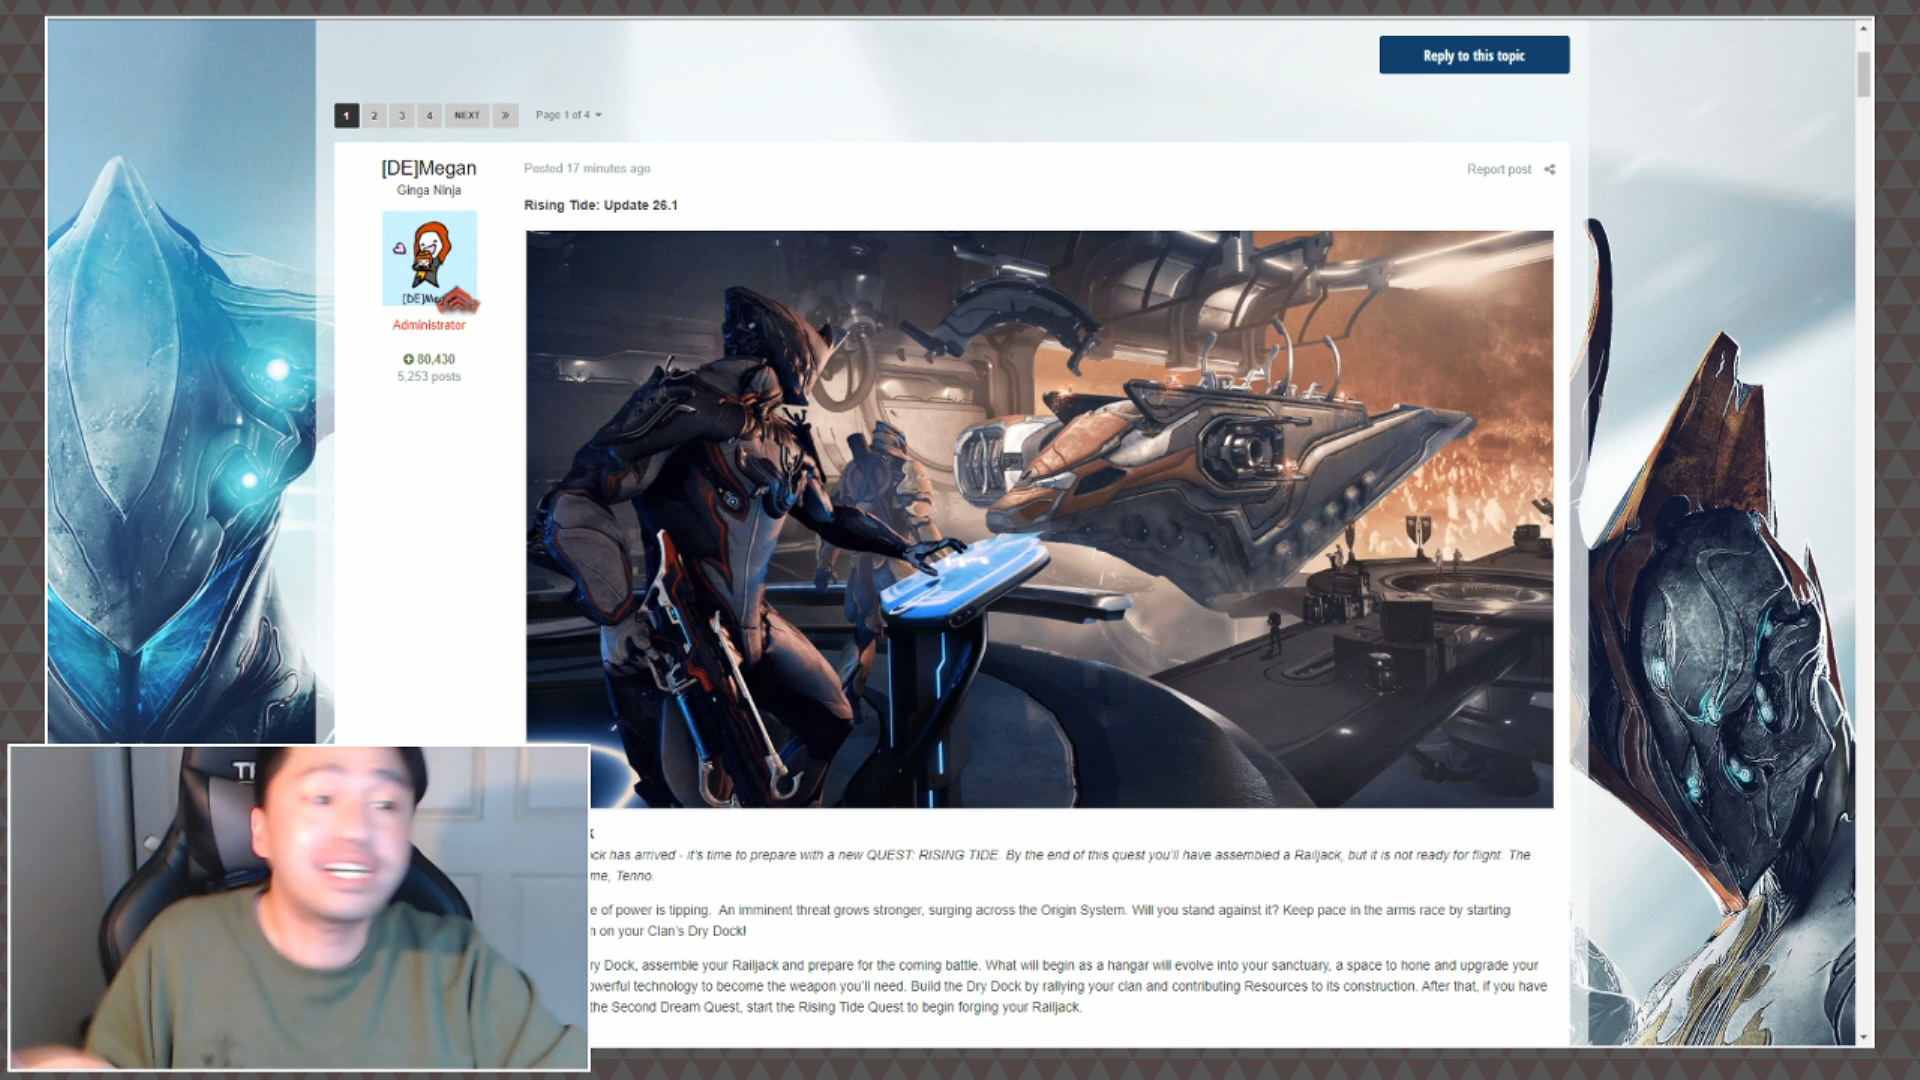 Reply to this topic
1 2 3 4 NEXT » Page 1 of 4
[DE]Megan
Ginga Ninja
Administrator
80,430
5,253 posts
Posted 17 minutes ago
Report post
Rising Tide: Update 26.1
has arrived - it's time to prepare with a new QUEST: RISING TIDE. By the end of this quest you'll have assembled a Railjack, but it is not ready for flight. The
me, Tenno.
e of power is tipping. An imminent threat grows stronger, surging across the Origin System. Will you stand against it? Keep pace in the arms race by starting
n on your Clan's Dry Dock!
ry Dock, assemble your Railjack and prepare for the coming battle. What will begin as a hangar will evolve into your sanctuary, a space to hone and upgrade your
owerful technology to become the weapon you'll need. Build the Dry Dock by rallying your clan and contributing Resources to its construction. After that, if you have
the Second Dream Quest, start the Rising Tide Quest to begin forging your Railjack.